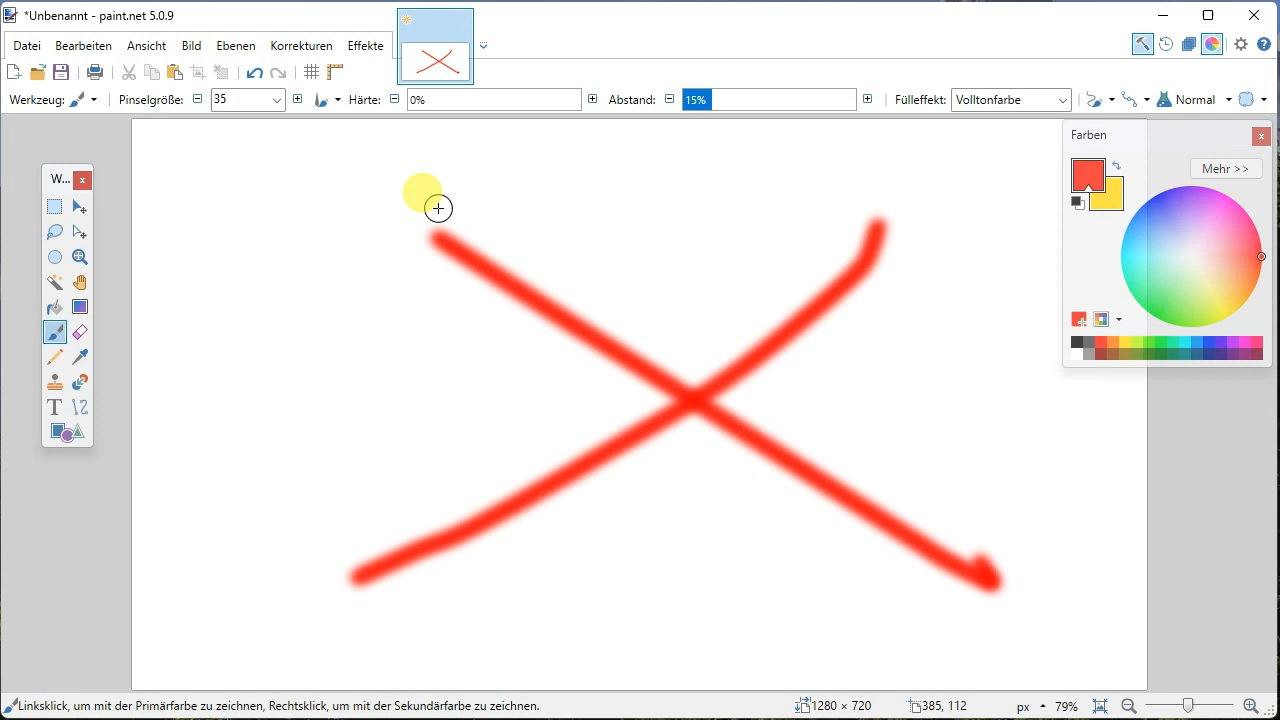 *Unbenannt - paint.net 5.0.9
Datei Bearbeiten Ansicht Bild Ebenen Korrekturen Effekte
Werkzeug: Pinselgröße: 35 Härte: 0% Abstand: 15% Fülleffekt: Volltonfarbe Normal
W...
Farben
Mehr >>
Linksklick, um mit der Primärfarbe zu zeichnen, Rechtsklick, um mit der Sekundärfarbe zu zeichnen. 1280 × 720 385, 112 px 79%